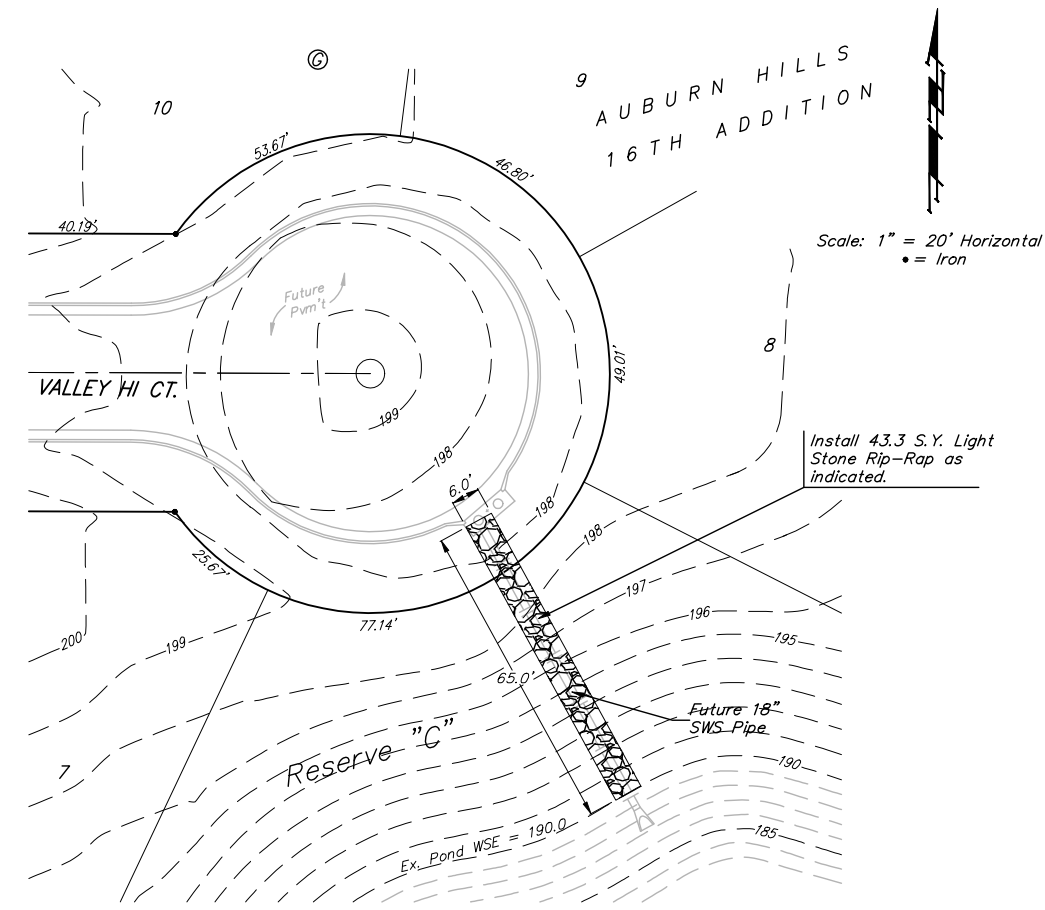 G
9
AUBURN HILLS
16TH ADDITION
10
53.67'
46.80'
40.19'
Scale: 1" = 20' Horizontal
• = Iron
Future
Pvm't
8
49.01'
VALLEY HI CT.
199
198
Install 43.3 S.Y. Light
Stone Rip-Rap as
indicated.
6.0'
198
198
25.67'
197
196
77.14'
195
200
199
65.0'
Future 18"
SWS Pipe
Reserve "C"
7
190
Ex. Pond WSE = 190.0
185